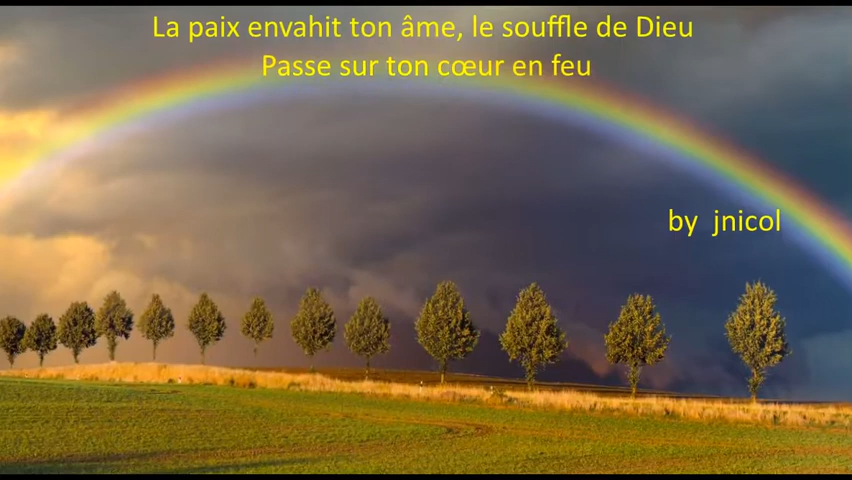 La paix envahit ton âme, le souffle de Dieu
Passe sur ton cœur en feu
by jnicol